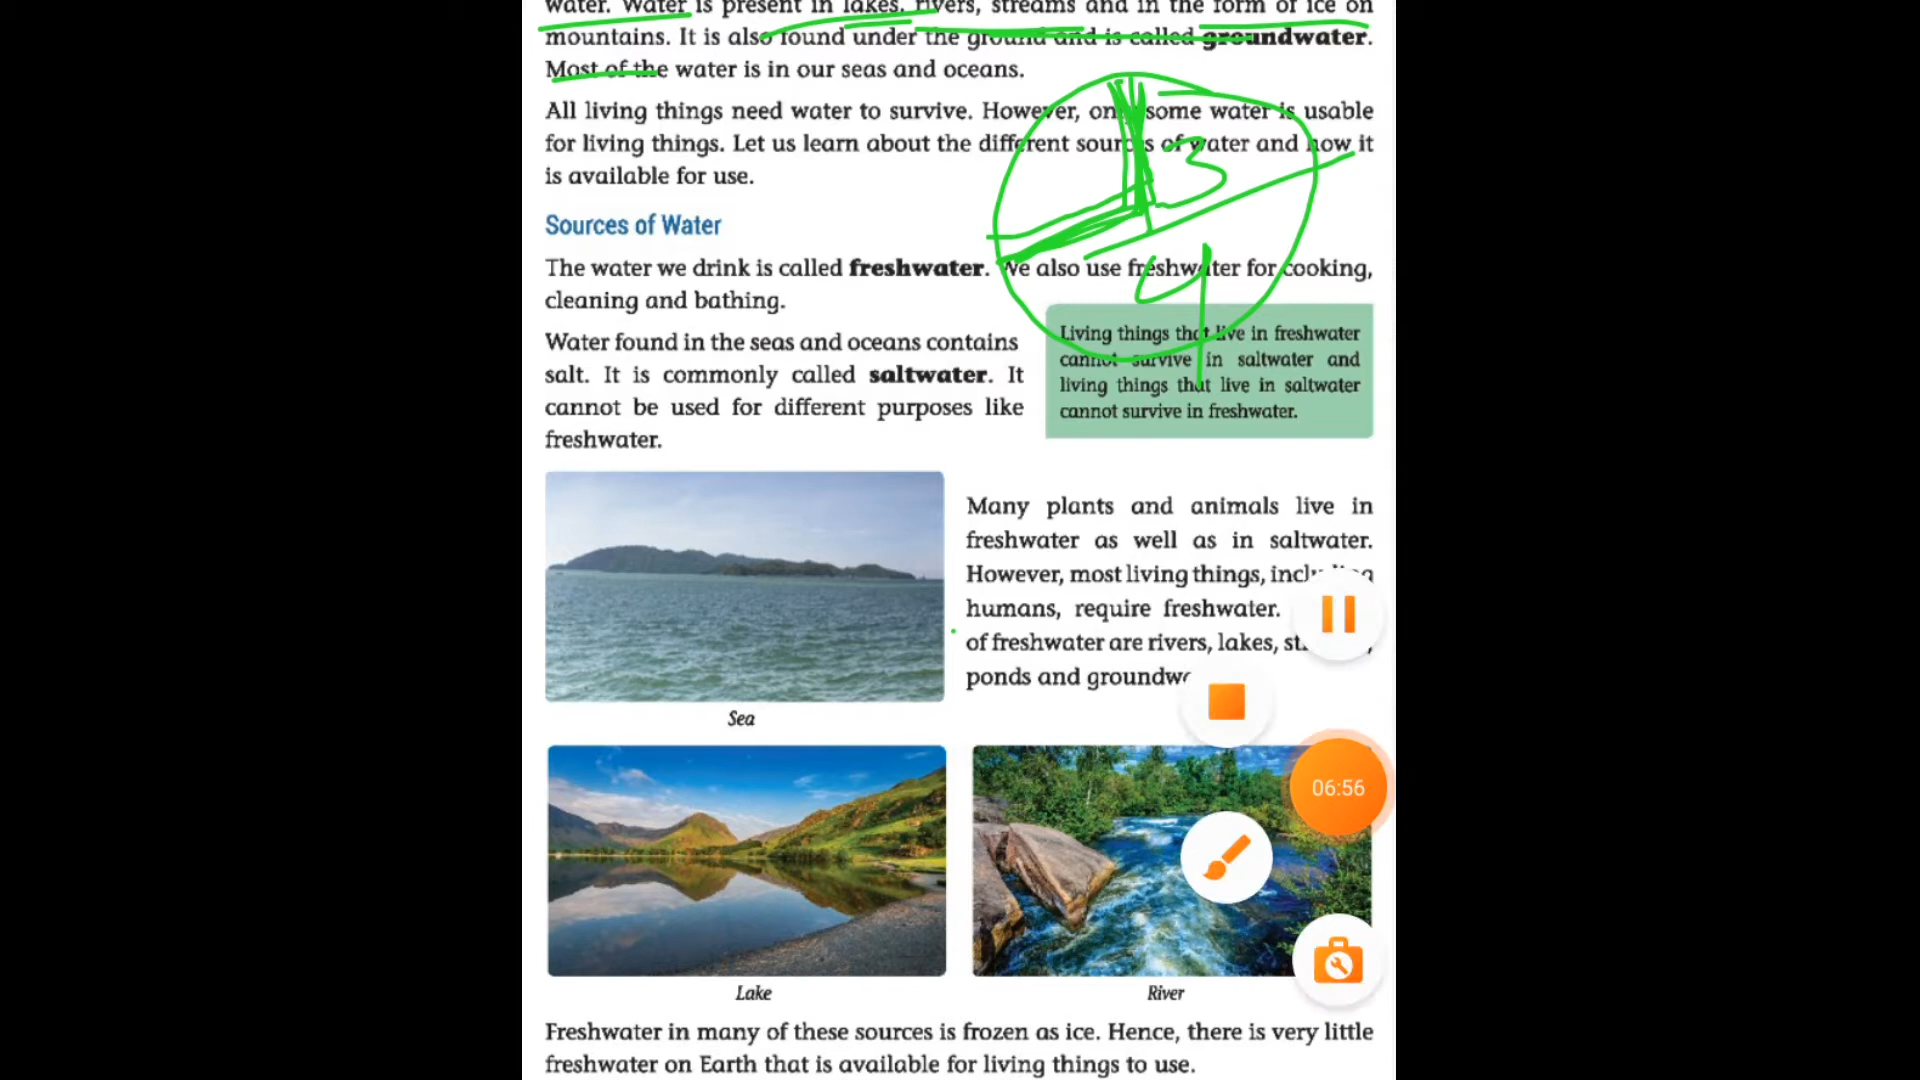 water. Water is present in lakes, rivers, streams and in the form of ice on
mountains. It is also found under the ground and is called groundwater.
Most of the water is in our seas and oceans.
All living things need water to survive. However, only some water is usable
for living things. Let us learn about the different sources of water and how it
is available for use.
3
4
Sources of Water
The water we drink is called freshwater. We also use freshwater for cooking,
cleaning and bathing.
Water found in the seas and oceans contains
salt. It is commonly called saltwater. It
cannot be used for different purposes like
freshwater.
Living things that live in freshwater
cannot survive in saltwater and
living things that live in saltwater
cannot survive in freshwater.
Many plants and animals live in
freshwater as well as in saltwater.
However, most living things, including
humans, require freshwater.
of freshwater are rivers, lakes,
ponds and
Sea
06:56
Lake
River
Freshwater in many of these sources is frozen as ice. Hence, there is very little
freshwater on Earth that is available for living things to use.